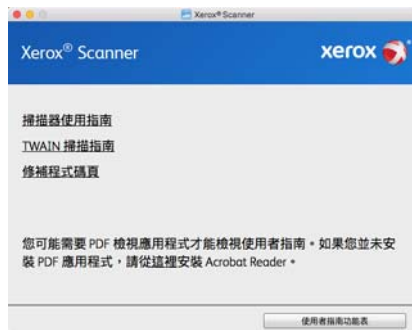 Xerox® Scanner
Xerox® Scanner
xerox
掃描器使用指南
TWAIN 掃描指南
修補程式碼頁
您可能需要 PDF 檢視應用程式才能檢視使用者指南。如果您並未安
裝 PDF 應用程式，請從這裡安裝 Acrobat Reader。
使用者指南功能表